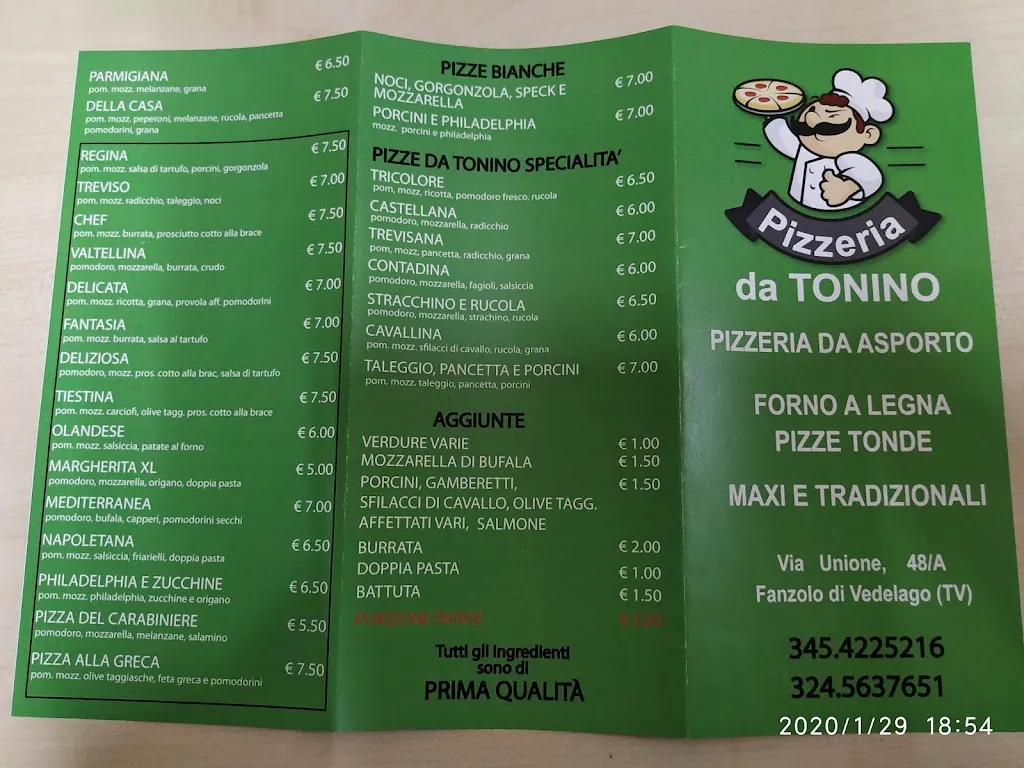 PARMIGIANA € 6.50
pom. mozz. melanzane, grana
DELLA CASA € 7.50
pom. mozz. peperoni, melanzane, rucola, pancetta
pomodorini, grana
REGINA € 7.50
pom. mozz. salsa di tartufo, porcini, gorgonzola
TREVISO € 7.00
pom. mozz. radicchio, taleggio, noci
CHEF € 7.50
pom. mozz. burrata, prosciutto cotto alla brace
VALTELLINA € 7.50
pomodoro, mozzarella, burrata, crudo
DELICATA € 7.00
pom. mozz. ricotta, grana, provola aff. pomodorini
FANTASIA € 7.00
pom. mozz. burrata, salsa al tartufo
DELIZIOSA € 7.50
pomodoro, mozz. pros. cotto alla brac, salsa di tartufo
TIESTINA € 7.50
pom. mozz. carciofi, olive tagg. pros. cotto alla brace
OLANDESE € 6.00
pom. mozz. salsiccia, patate al forno
MARGHERITA XL € 5.00
pomodoro, mozzarella, origano, doppia pasta
MEDITERRANEA € 7.00
pomodoro, bufala, capperi, pomodorini secchi
NAPOLETANA € 6.50
pom. mozz. salsiccia, friarielli, doppia pasta
PHILADELPHIA E ZUCCHINE € 6.50
pom. mozz. philadelphia, zucchine e origano
PIZZA DEL CARABINIERE € 5.50
pomodoro, mozzarella, melanzane, salamino
PIZZA ALLA GRECA € 7.50
pom. mozz. olive taggiasche, feta greca e pomodorini
PIZZE BIANCHE
NOCI, GORGONZOLA, SPECK E € 7.00
MOZZARELLA
PORCINI E PHILADELPHIA € 7.00
mozz. porcini e philadelphia
PIZZE DA TONINO SPECIALITA'
TRICOLORE € 6.50
pom, mozz, ricotta, pomodoro fresco, rucola
CASTELLANA € 6.00
pomodoro, mozzarella, radicchio
TREVISANA € 7.00
pom, mozz, pancetta, radicchio, grana
CONTADINA € 6.00
pomodoro, mozzarella, fagioli, salsiccia
STRACCHINO E RUCOLA € 6.50
pomodoro, mozzarella, strachino, rucola
CAVALLINA € 6.00
pom. mozz. sfilacci di cavallo, rucola, grana
TALEGGIO, PANCETTA E PORCINI € 7.00
pom. mozz. taleggio, pancetta, porcini
AGGIUNTE
VERDURE VARIE € 1.00
MOZZARELLA DI BUFALA € 1.50
PORCINI, GAMBERETTI, € 1.50
SFILACCI DI CAVALLO, OLIVE TAGG.
AFFETTATI VARI, SALMONE
BURRATA € 2.00
DOPPIA PASTA € 1.00
BATTUTA € 1.50
PORZIONE PATATE
Tutti gli ingredienti
sono di
PRIMA QUALITÀ
Pizzeria
da TONINO
PIZZERIA DA ASPORTO
FORNO A LEGNA
PIZZE TONDE
MAXI E TRADIZIONALI
Via Unione, 48/A
Fanzolo di Vedelago (TV)
345.4225216
324.5637651
2020/1/29 18:54